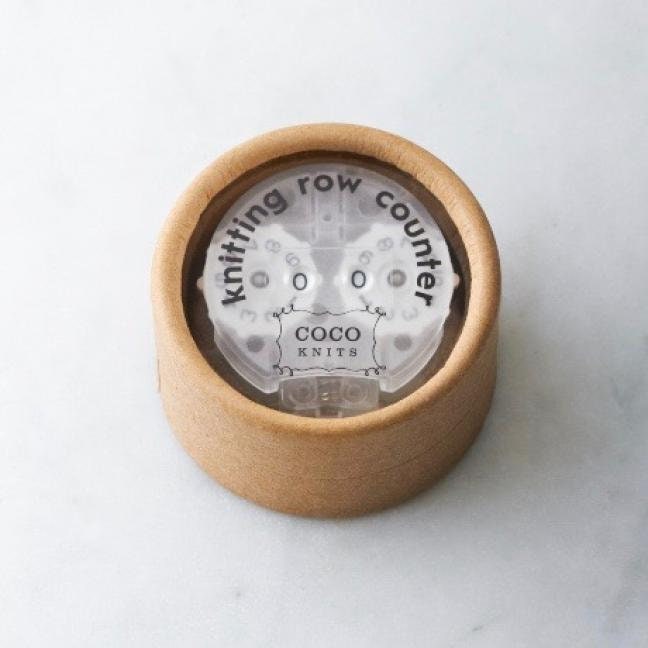 knitting row counter
0 0
COCO
KNITS